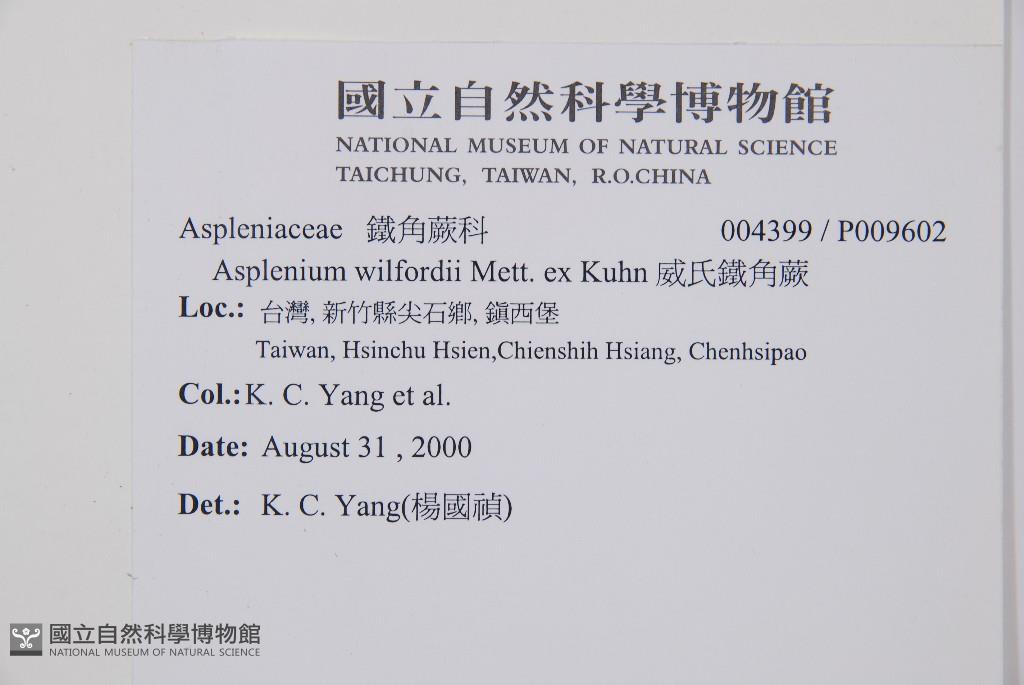 國立自然科學博物館
NATIONAL MUSEUM OF NATURAL SCIENCE
TAICHUNG, TAIWAN, R.O.CHINA
Aspleniaceae 鐵角蕨科 004399 / P009602
Asplenium wilfordii Mett. ex Kuhn 威氏鐵角蕨
Loc.: 台灣, 新竹縣尖石鄉, 鎮西堡
Taiwan, Hsinchu Hsien,Chienshih Hsiang, Chenhsipao
Col.:K. C. Yang et al.
Date: August 31 , 2000
Det.: K. C. Yang(楊國禎)
國立自然科學博物館
NATIONAL MUSEUM OF NATURAL SCIENCE